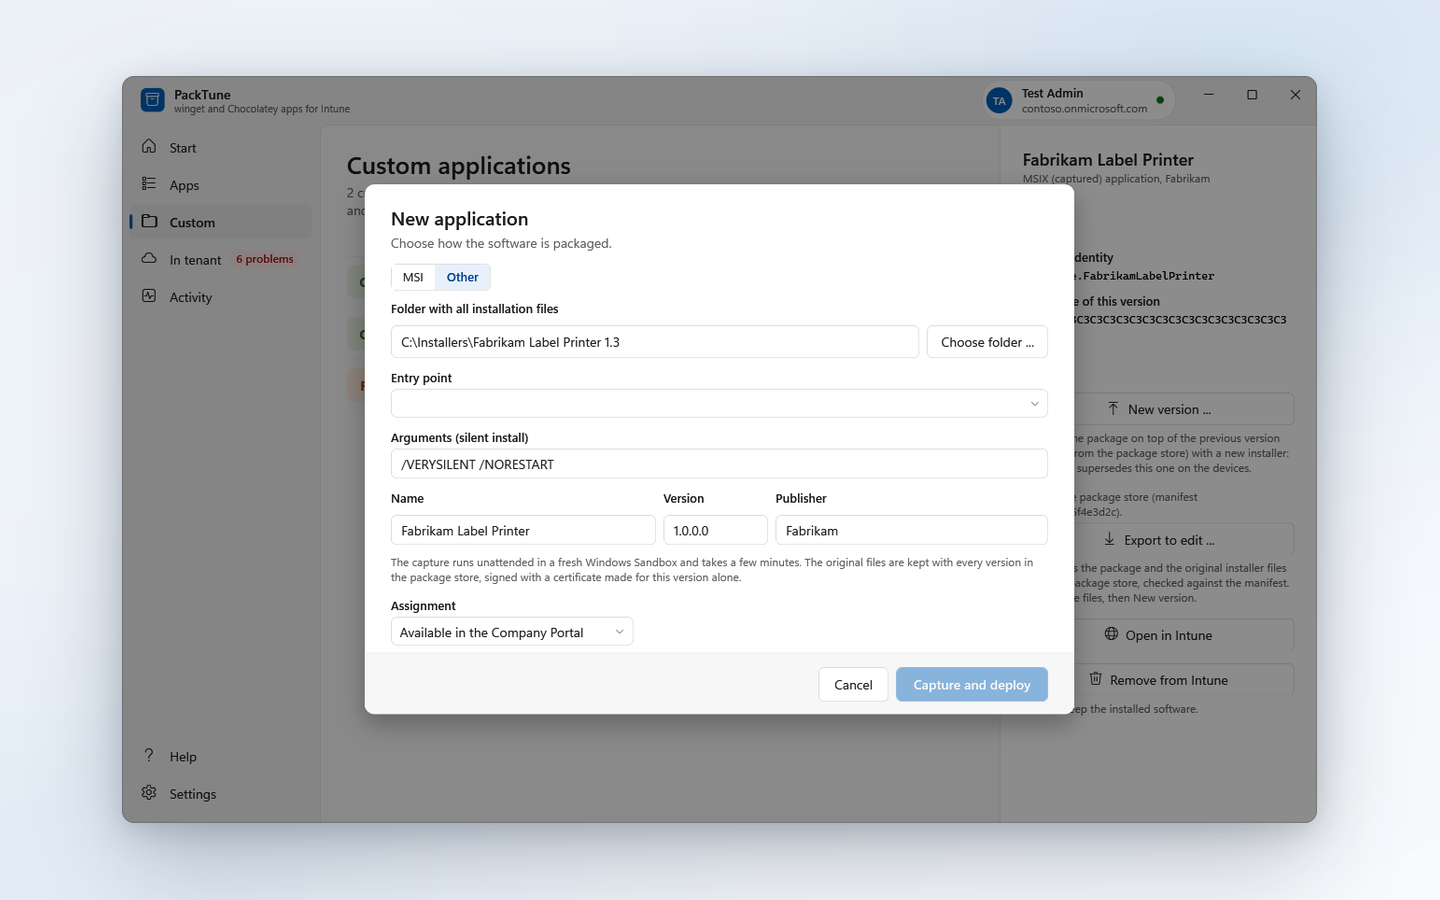 PackTune
winget and Chocolatey apps for Intune
TA
Test Admin
contoso.onmicrosoft.com
Start
Apps
Custom
In tenant
6 problems
Activity
Help
Settings
Custom applications
2 c
and
New application
Choose how the software is packaged.
MSI
Other
Folder with all installation files
C:\Installers\Fabrikam Label Printer 1.3
Choose folder ...
Entry point
Arguments (silent install)
/VERYSILENT /NORESTART
Name
Version
Publisher
Fabrikam Label Printer
1.0.0.0
Fabrikam
The capture runs unattended in a fresh Windows Sandbox and takes a few minutes. The original files are kept with every version in
the package store, signed with a certificate made for this version alone.
Assignment
Available in the Company Portal
Cancel
Capture and deploy
Fabrikam Label Printer
MSIX (captured) application, Fabrikam
dentity
.FabrikamLabelPrinter
e of this version
3C3C3C3C3C3C3C3C3C3C3C3C3C3C3C3C3
New version ...
he package on top of the previous version
rom the package store) with a new installer:
supersedes this one on the devices.
e package store (manifest
5f4e3d2c).
Export to edit ...
s the package and the original installer files
ackage store, checked against the manifest.
e files, then New version.
Open in Intune
Remove from Intune
eep the installed software.